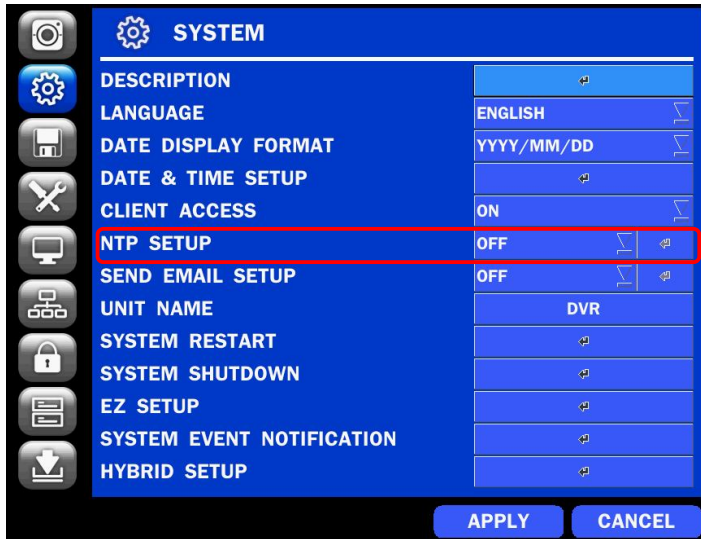 SYSTEM
DESCRIPTION
LANGUAGE ENGLISH
DATE DISPLAY FORMAT YYYY/MM/DD
DATE & TIME SETUP
CLIENT ACCESS ON
NTP SETUP OFF
SEND EMAIL SETUP OFF
UNIT NAME DVR
SYSTEM RESTART
SYSTEM SHUTDOWN
EZ SETUP
SYSTEM EVENT NOTIFICATION
HYBRID SETUP
APPLY CANCEL